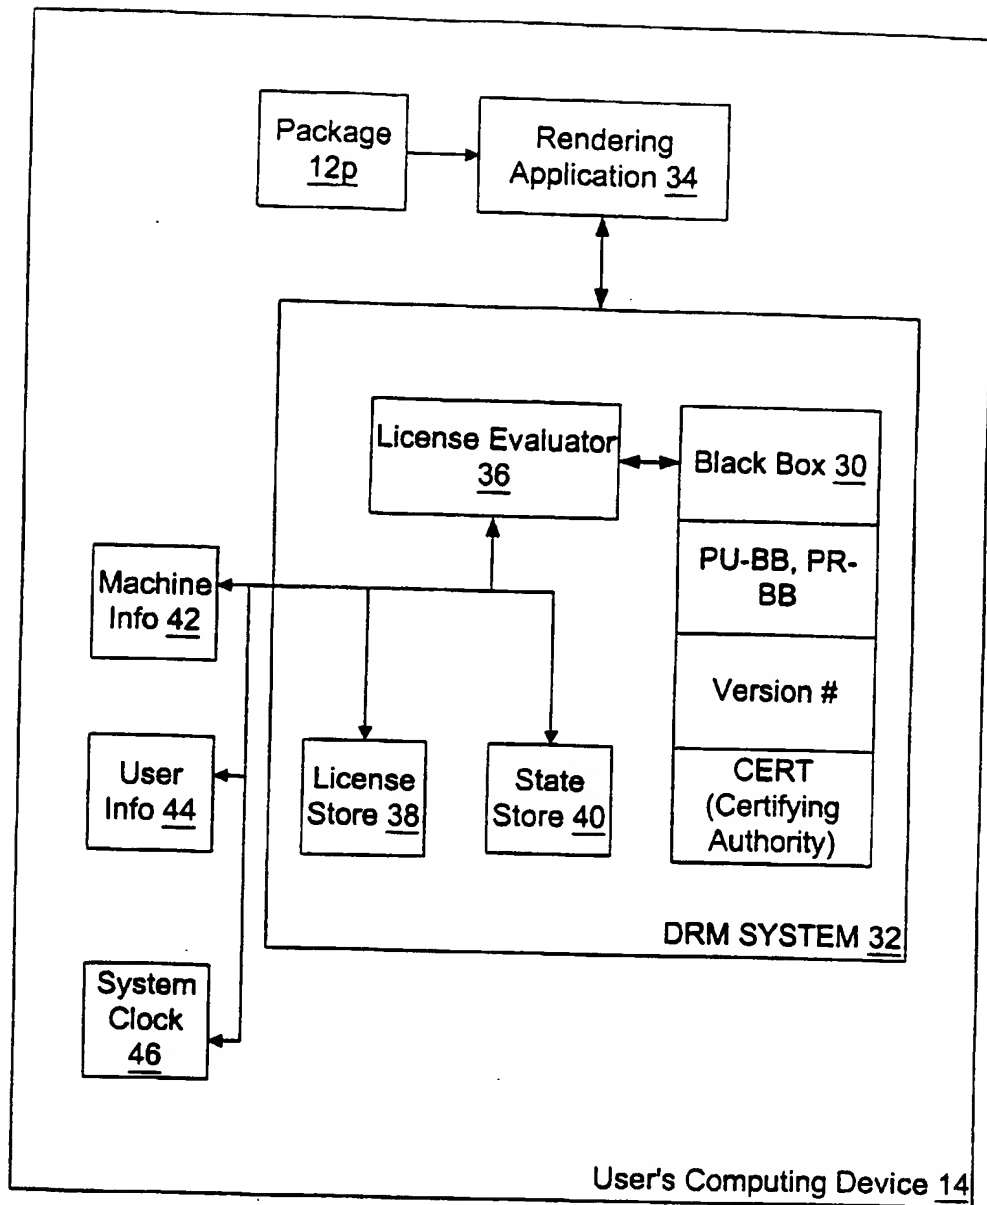 Package
12p
Rendering
Application 34
License Evaluator
36
Black Box 30
PU-BB, PR-
BB
Version #
CERT
(Certifying
Authority)
Machine
Info 42
User
Info 44
System
Clock
46
License
Store 38
State
Store 40
DRM SYSTEM 32
User's Computing Device 14